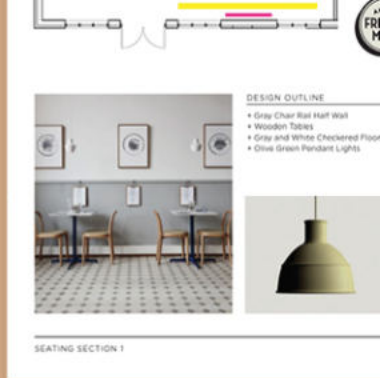 FRE
M
DESIGN OUTLINE
+ Gray Chair Rail Half Wall
+ Wooden Tables
+ Gray and White Checkered Floor
+ Olive Green Pendant Lights
SEATING SECTION 1